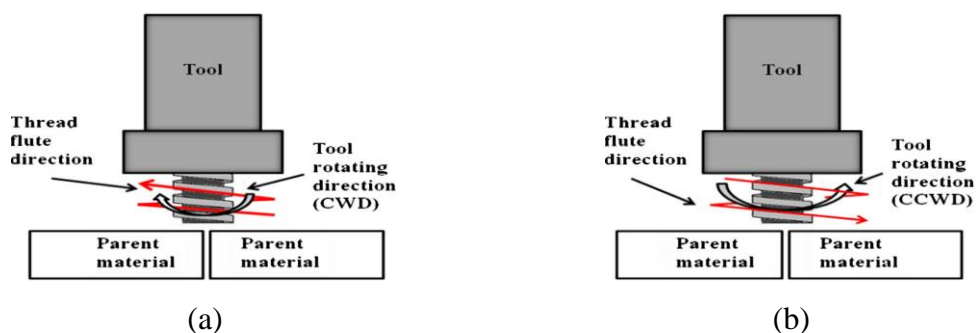 Tool
Thread
flute
direction
Tool
rotating
direction
(CWD)
Parent
material
Parent
material
(a)
Tool
Thread
flute
direction
Tool
rotating
direction
(CCWD)
Parent
material
Parent
material
(b)